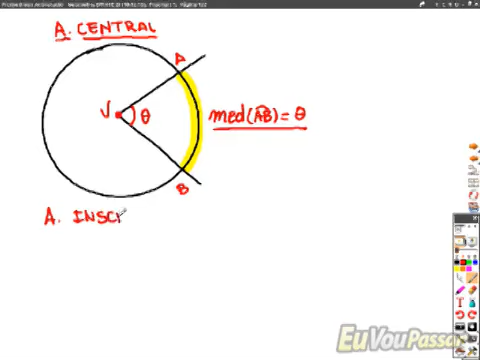 A. CENTRAL
A
V θ
med(AB) = θ
B
A. INSC
EuVouPassar